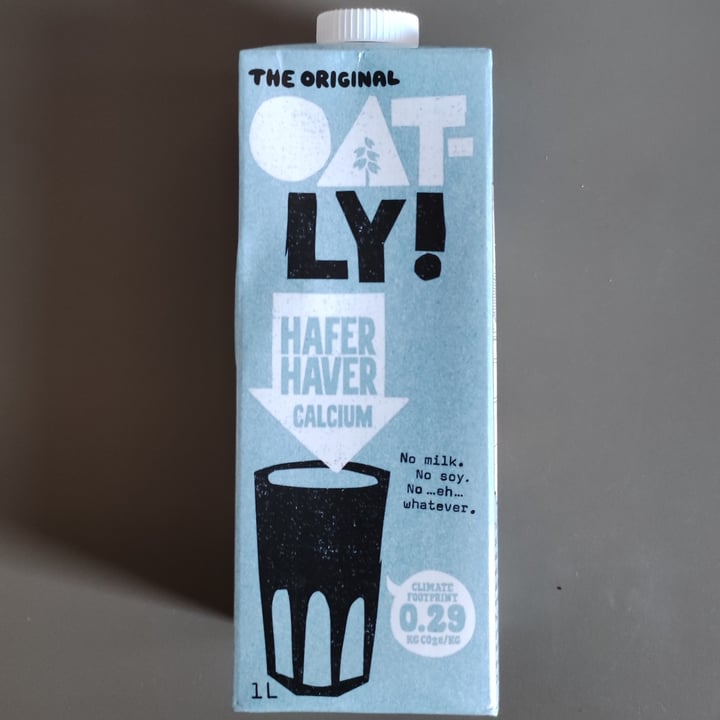 THE ORIGINAL
OAT-
LY!
HAFER
HAVER
CALCIUM
No milk.
No soy.
No...eh...
whatever.
CLIMATE
FOOTPRINT
0.29
KG CO2e/KG
1L